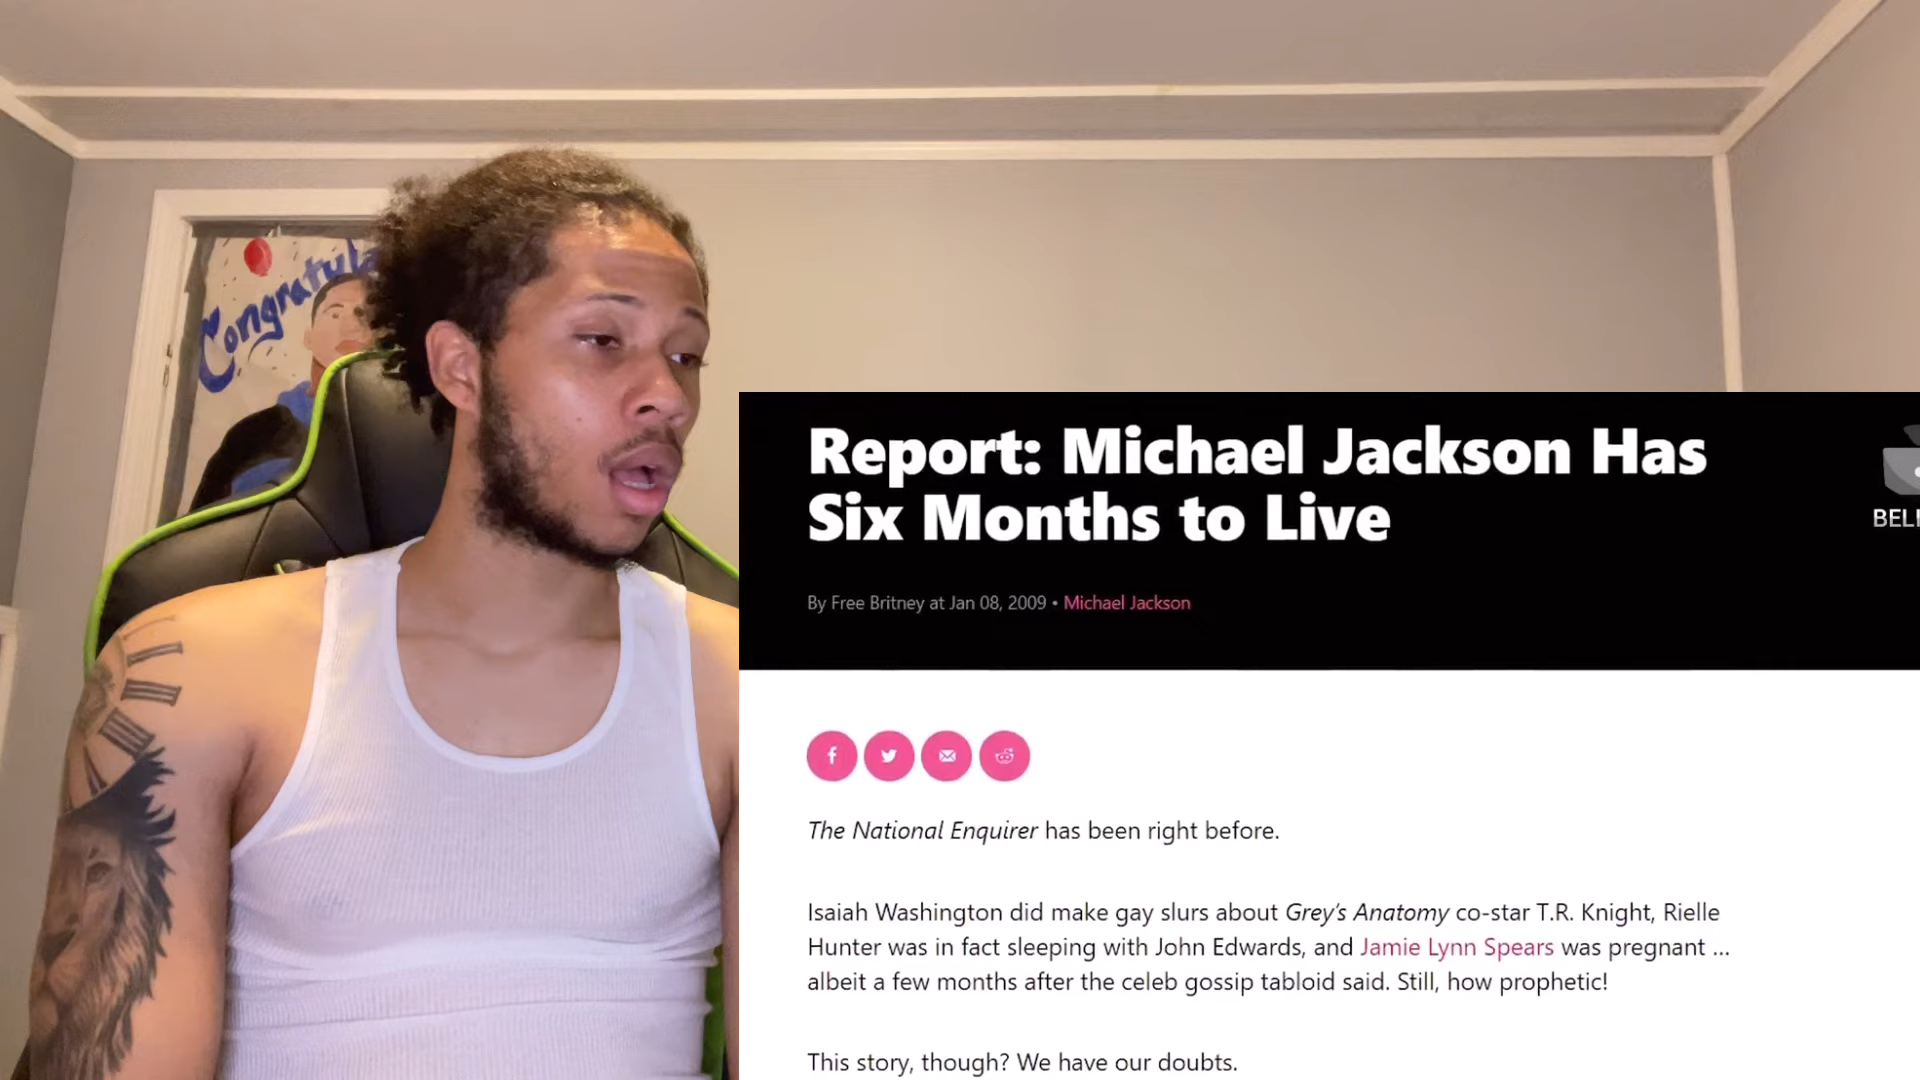 Congratula
Report: Michael Jackson Has
Six Months to Live
BELI
By Free Britney at Jan 08, 2009 • Michael Jackson
The National Enquirer has been right before.
Isaiah Washington did make gay slurs about Grey's Anatomy co-star T.R. Knight, Rielle
Hunter was in fact sleeping with John Edwards, and Jamie Lynn Spears was pregnant ...
albeit a few months after the celeb gossip tabloid said. Still, how prophetic!
This story, though? We have our doubts.